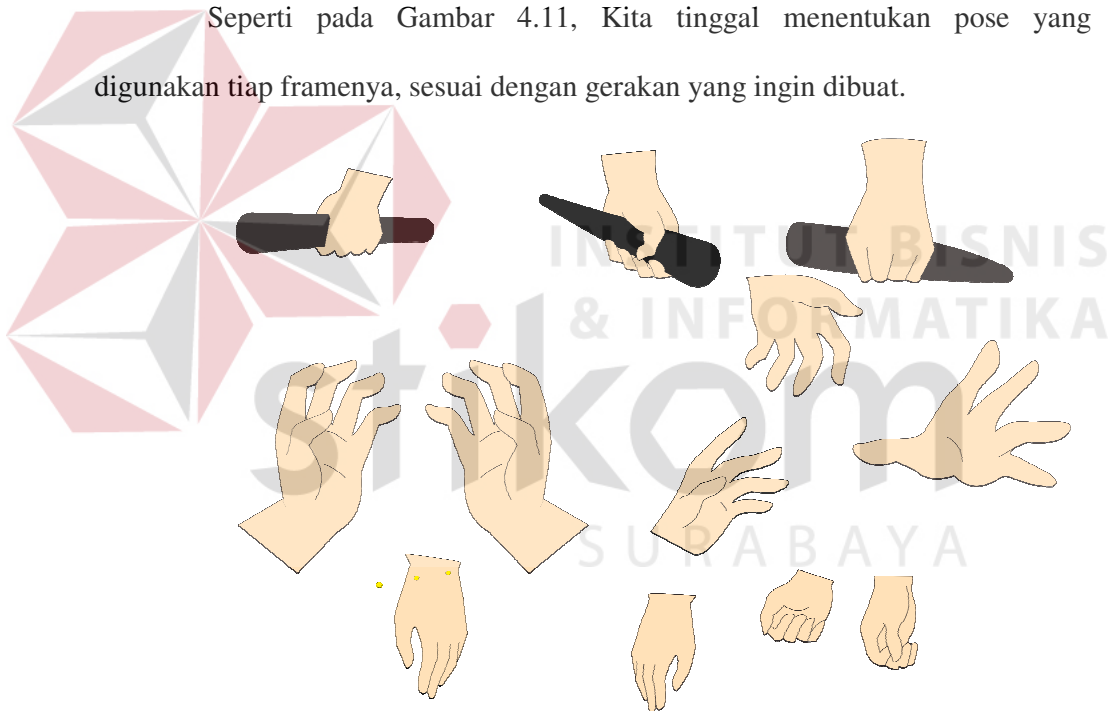 Seperti pada Gambar 4.11, Kita tinggal menentukan pose yang
digunakan tiap framenya, sesuai dengan gerakan yang ingin dibuat.
INSTITUT BISNIS
& INFORMATIKA
stikom
SURABAYA